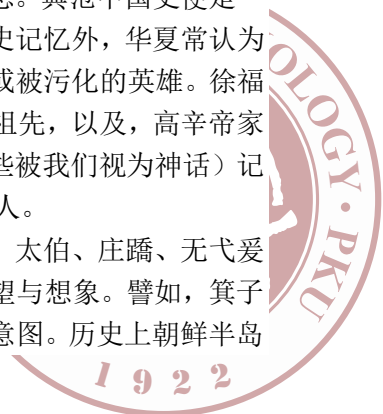 忘。典范中国史便是
史记忆外，华夏常认为
或被污化的英雄。徐福
祖先，以及，高辛帝家
些被我们视为神话）记
人。
太伯、庄蹻、无弋爰
望与想象。譬如，箕子
意图。历史上朝鲜半岛
OLOGY · PKU
1922